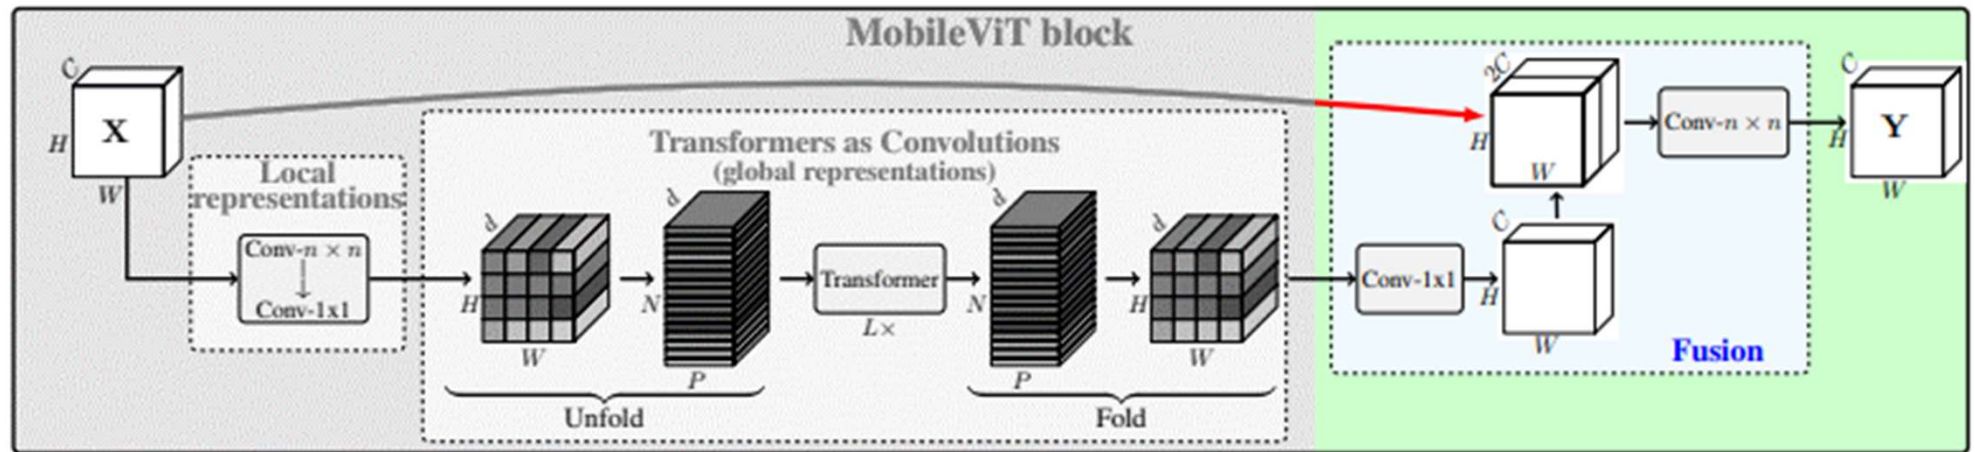 MobileViT block
C
X
H
W
Local
representations
Conv-n × n
Conv-1x1
Transformers as Convolutions
(global representations)
d
H
W
d
N
P
Unfold
Transformer
L×
d
N
P
d
H
W
Fold
Conv-1x1
C
H
W
2C
H
W
Conv-n × n
Fusion
C
H
Y
W